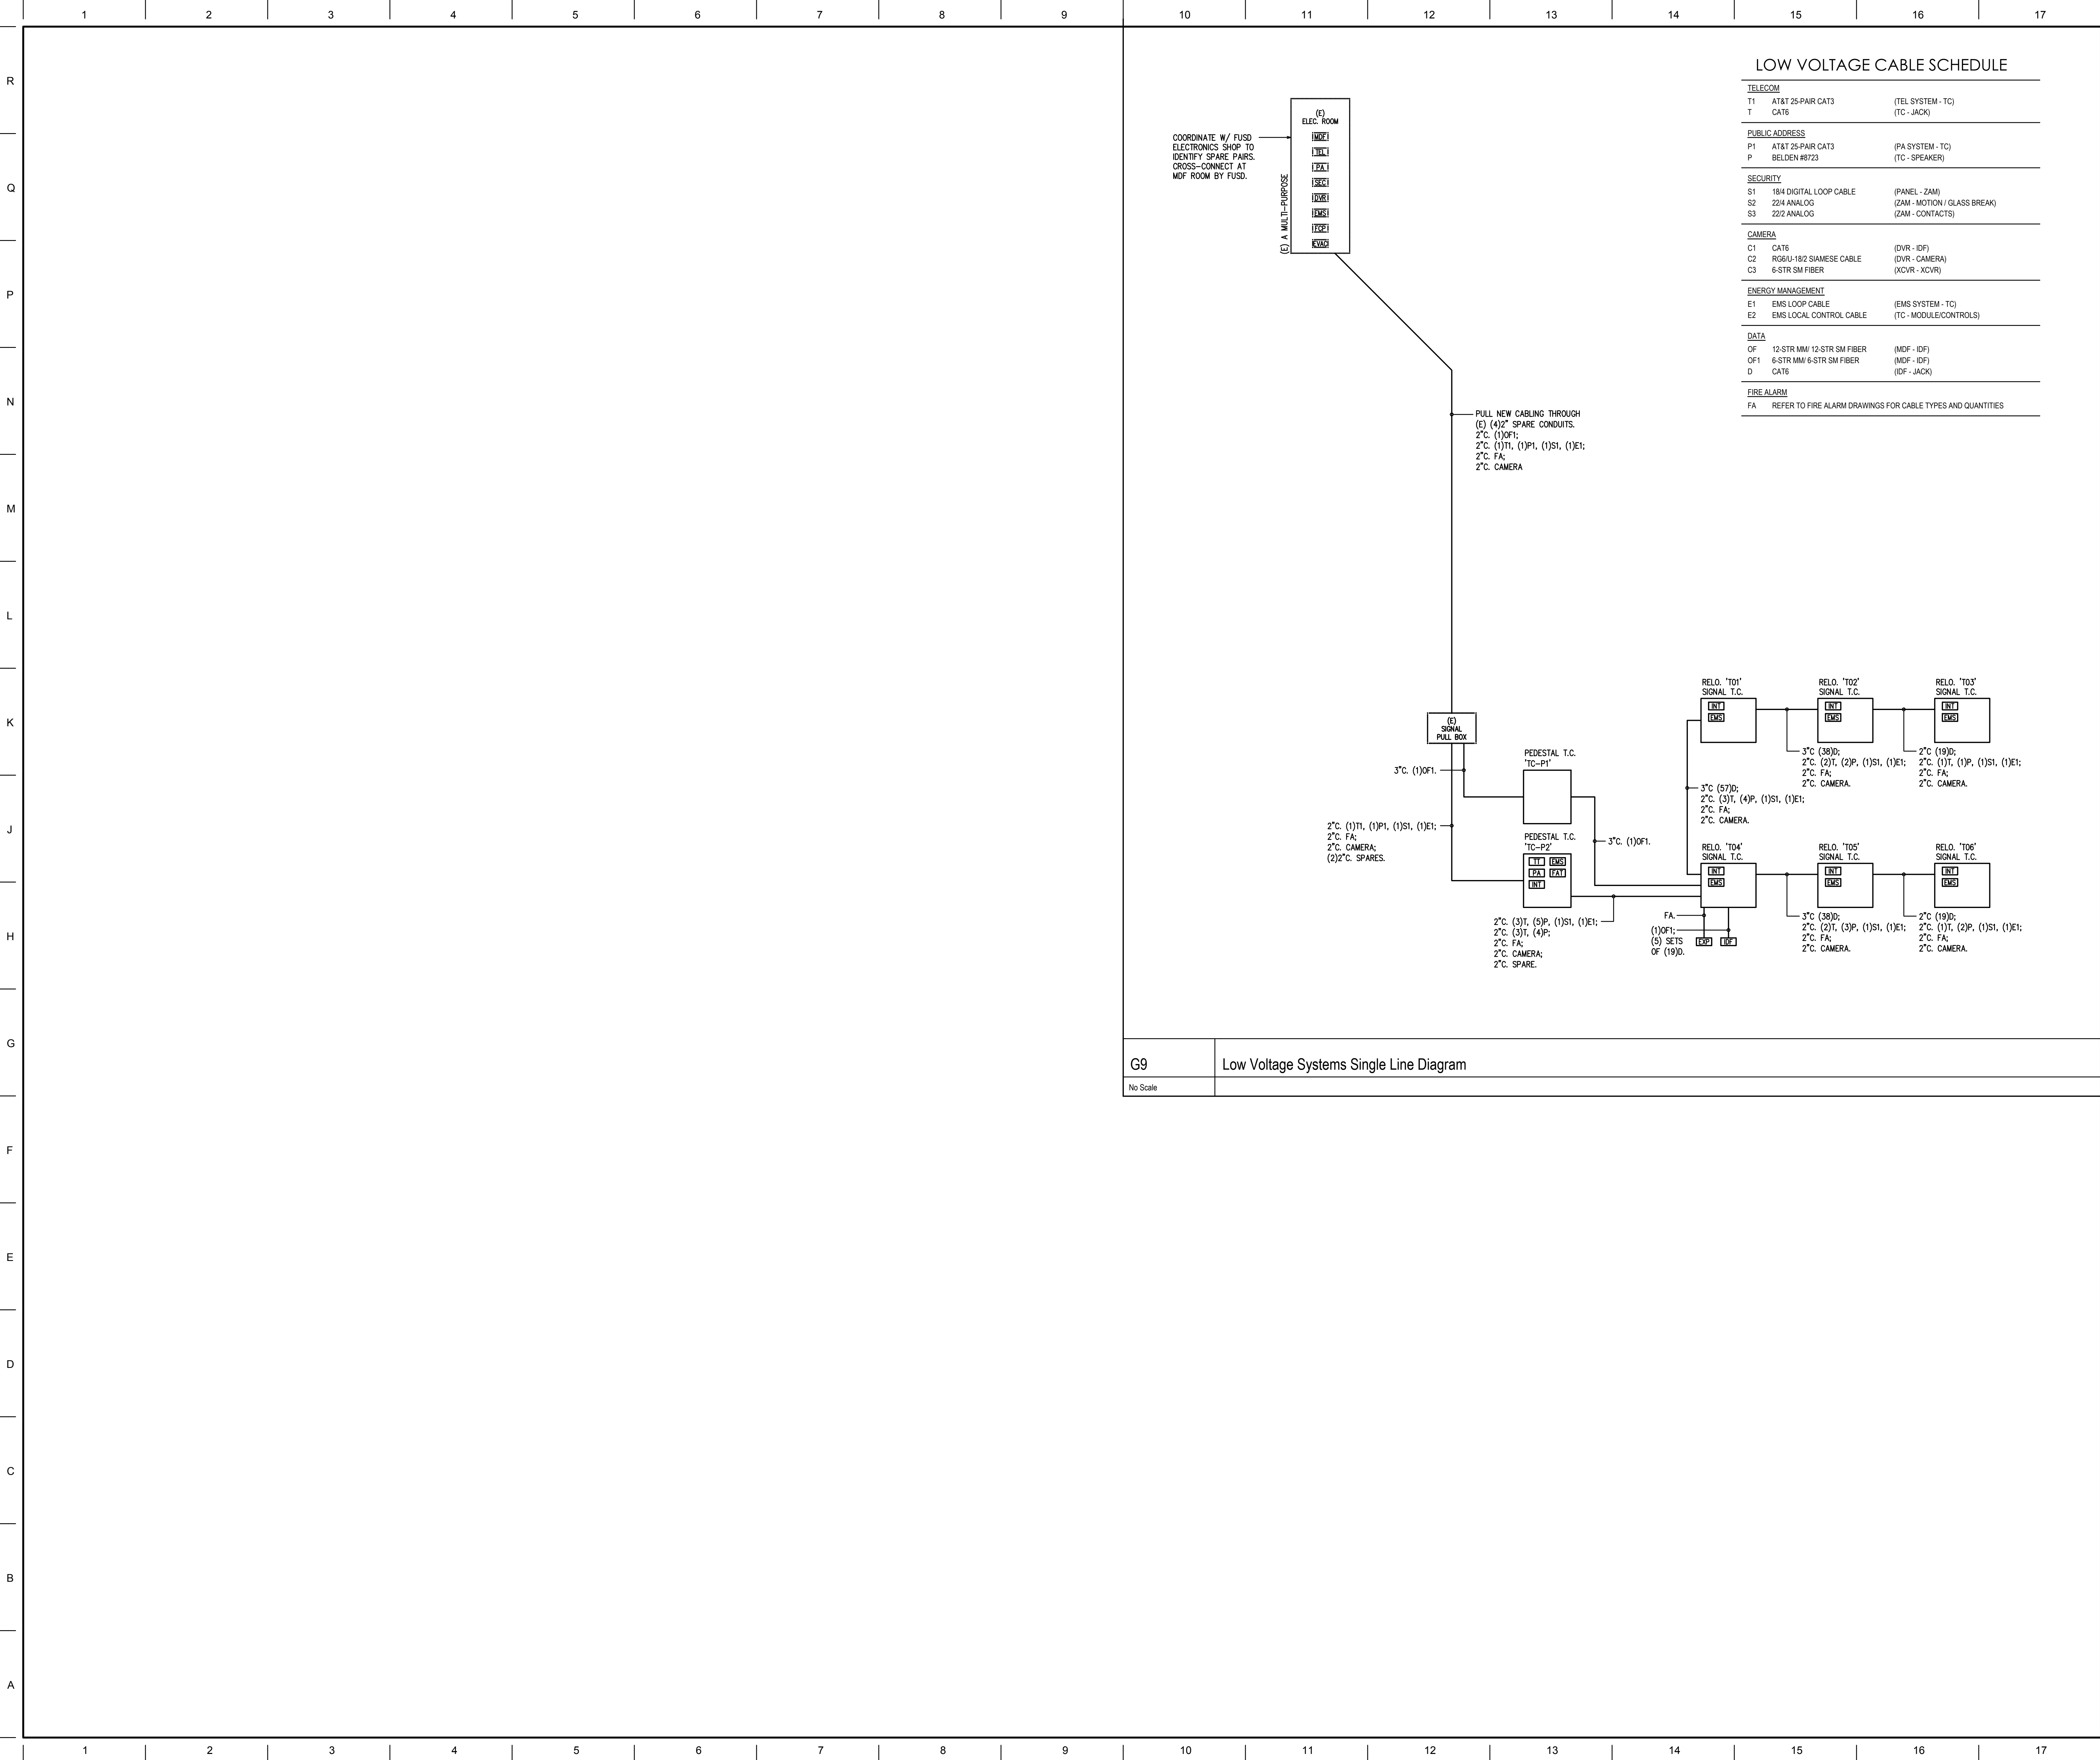 1 2 3 4 5 6 7 8 9 10 11 12 13 14 15 16 17
R
Q
P
N
M
L
K
J
H
G
F
E
D
C
B
A
LOW VOLTAGE CABLE SCHEDULE
TELECOM
T1 AT&T 25-PAIR CAT3 (TEL SYSTEM - TC)
T CAT6 (TC - JACK)
PUBLIC ADDRESS
P1 AT&T 25-PAIR CAT3 (PA SYSTEM - TC)
P BELDEN #8723 (TC - SPEAKER)
SECURITY
S1 18/4 DIGITAL LOOP CABLE (PANEL - ZAM)
S2 22/4 ANALOG (ZAM - MOTION / GLASS BREAK)
S3 22/2 ANALOG (ZAM - CONTACTS)
CAMERA
C1 CAT6 (DVR - IDF)
C2 RG6/U-18/2 SIAMESE CABLE (DVR - CAMERA)
C3 6-STR SM FIBER (XCVR - XCVR)
ENERGY MANAGEMENT
E1 EMS LOOP CABLE (EMS SYSTEM - TC)
E2 EMS LOCAL CONTROL CABLE (TC - MODULE/CONTROLS)
DATA
OF 12-STR MM/ 12-STR SM FIBER (MDF - IDF)
OF1 6-STR MM/ 6-STR SM FIBER (MDF - IDF)
D CAT6 (IDF - JACK)
FIRE ALARM
FA REFER TO FIRE ALARM DRAWINGS FOR CABLE TYPES AND QUANTITIES
COORDINATE W/ FUSD
ELECTRONICS SHOP TO
IDENTIFY SPARE PAIRS.
CROSS-CONNECT AT
MDF ROOM BY FUSD.
(E) A MULTI-PURPOSE
(E)
ELEC. ROOM
MDF
TEL
PA
SEC
DVR
EMS
FCP
EVAC
PULL NEW CABLING THROUGH
(E) (4)2" SPARE CONDUITS.
2"C. (1)OF1;
2"C. (1)T1, (1)P1, (1)S1, (1)E1;
2"C. FA;
2"C. CAMERA
(E)
SIGNAL
PULL BOX
3"C. (1)OF1.
2"C. (1)T1, (1)P1, (1)S1, (1)E1;
2"C. FA;
2"C. CAMERA;
(2)2"C. SPARES.
PEDESTAL T.C.
'TC-P1'
3"C. (1)OF1.
PEDESTAL T.C.
'TC-P2'
TT EMS
PA FAT
INT
2"C. (3)T, (5)P, (1)S1, (1)E1;
2"C. (3)T, (4)P;
2"C. FA;
2"C. CAMERA;
2"C. SPARE.
RELO. 'T01'
SIGNAL T.C.
INT
EMS
RELO. 'T02'
SIGNAL T.C.
INT
EMS
RELO. 'T03'
SIGNAL T.C.
INT
EMS
3"C (38)D;
2"C. (2)T, (2)P, (1)S1, (1)E1;
2"C. FA;
2"C. CAMERA.
2"C (19)D;
2"C. (1)T, (1)P, (1)S1, (1)E1;
2"C. FA;
2"C. CAMERA.
3"C (57)D;
2"C. (3)T, (4)P, (1)S1, (1)E1;
2"C. FA;
2"C. CAMERA.
RELO. 'T04'
SIGNAL T.C.
INT
EMS
RELO. 'T05'
SIGNAL T.C.
INT
EMS
RELO. 'T06'
SIGNAL T.C.
INT
EMS
FA.
(1)OF1;
(5) SETS
OF (19)D.
EXP IDF
3"C (38)D;
2"C. (2)T, (3)P, (1)S1, (1)E1;
2"C. FA;
2"C. CAMERA.
2"C (19)D;
2"C. (1)T, (2)P, (1)S1, (1)E1;
2"C. FA;
2"C. CAMERA.
G9 Low Voltage Systems Single Line Diagram
No Scale
1 2 3 4 5 6 7 8 9 10 11 12 13 14 15 16 17